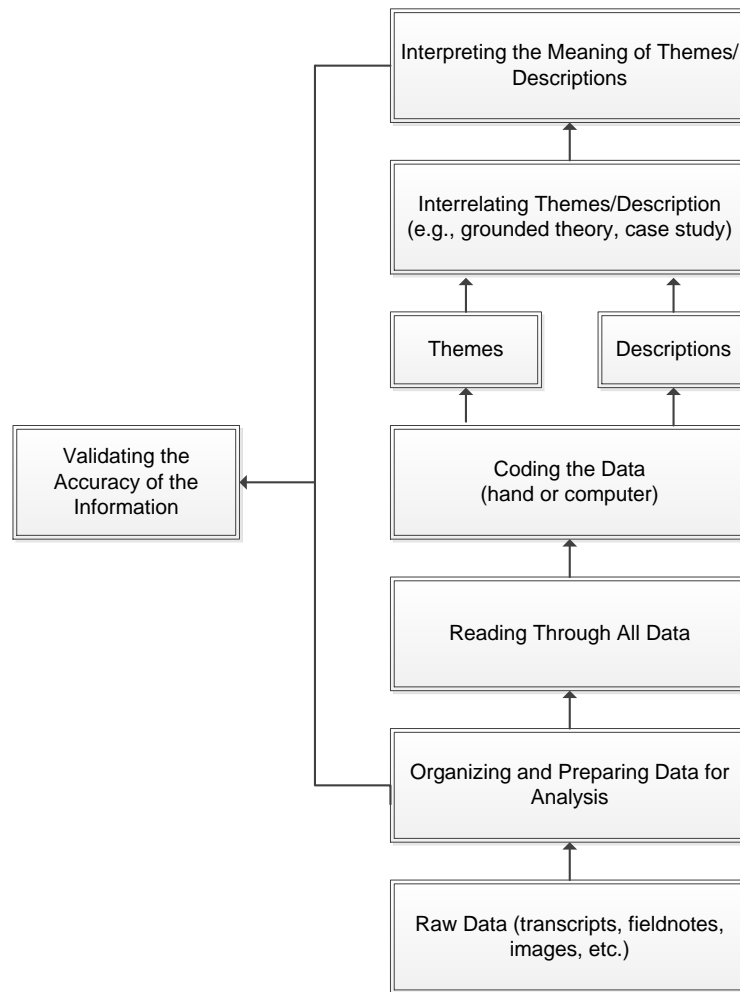 Interpreting the Meaning of Themes/
Descriptions
Interrelating Themes/Description
(e.g., grounded theory, case study)
Themes
Descriptions
Validating the
Accuracy of the
Information
Coding the Data
(hand or computer)
Reading Through All Data
Organizing and Preparing Data for
Analysis
Raw Data (transcripts, fieldnotes,
images, etc.)